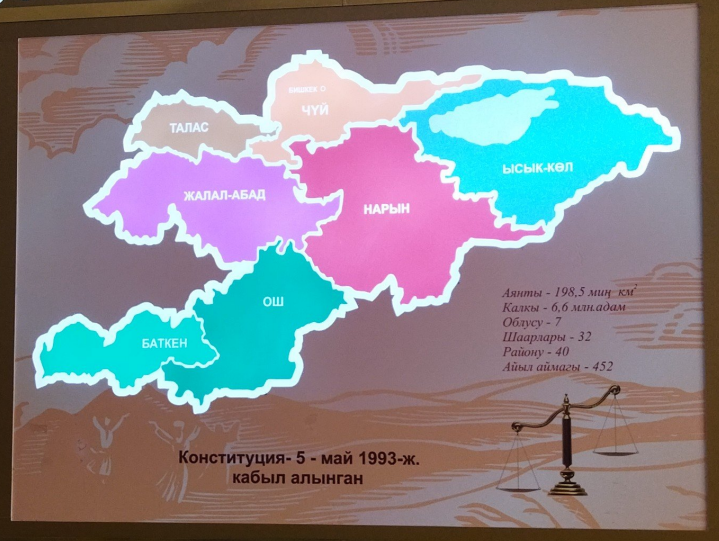 БИШКЕК
ЧҮЙ
ТАЛАС
ЫСЫК-КӨЛ
ЖАЛАЛ-АБАД
НАРЫН
ОШ
БАТКЕН
Аянты - 198,5 миң км²
Калкы - 6,6 млн.адам
Облусу - 7
Шаарлары - 32
Району - 40
Айыл аймагы - 452
Конституция- 5 - май 1993-ж.
кабыл алынган